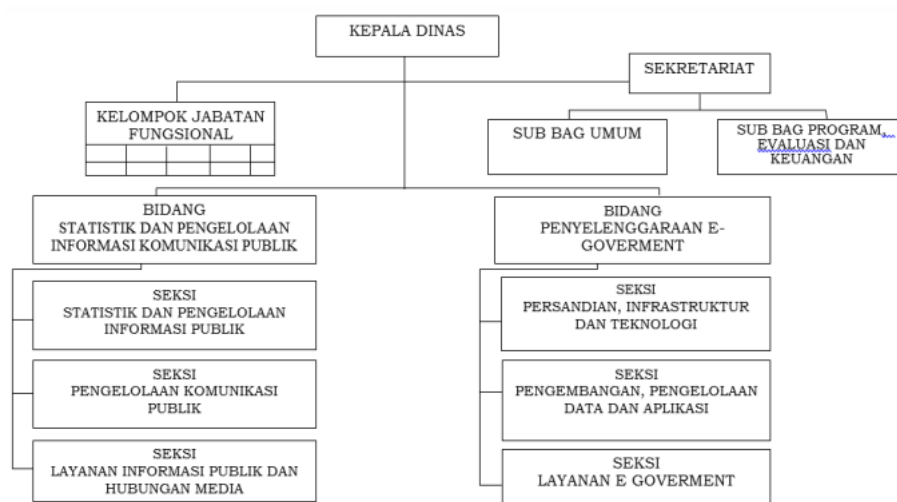 KEPALA DINAS
SEKRETARIAT
KELOMPOK JABATAN
FUNGSIONAL
SUB BAG UMUM
SUB BAG PROGRAM,
EVALUASI DAN
KEUANGAN
BIDANG
STATISTIK DAN PENGELOLAAN
INFORMASI KOMUNIKASI PUBLIK
SEKSI
STATISTIK DAN PENGELOLAAN
INFORMASI PUBLIK
SEKSI
PENGELOLAAN KOMUNIKASI
PUBLIK
SEKSI
LAYANAN INFORMASI PUBLIK DAN
HUBUNGAN MEDIA
BIDANG
PENYELENGGARAAN E-
GOVERMENT
SEKSI
PERSANDIAN, INFRASTRUKTUR
DAN TEKNOLOGI
SEKSI
PENGEMBANGAN, PENGELOLAAN
DATA DAN APLIKASI
SEKSI
LAYANAN E GOVERMENT